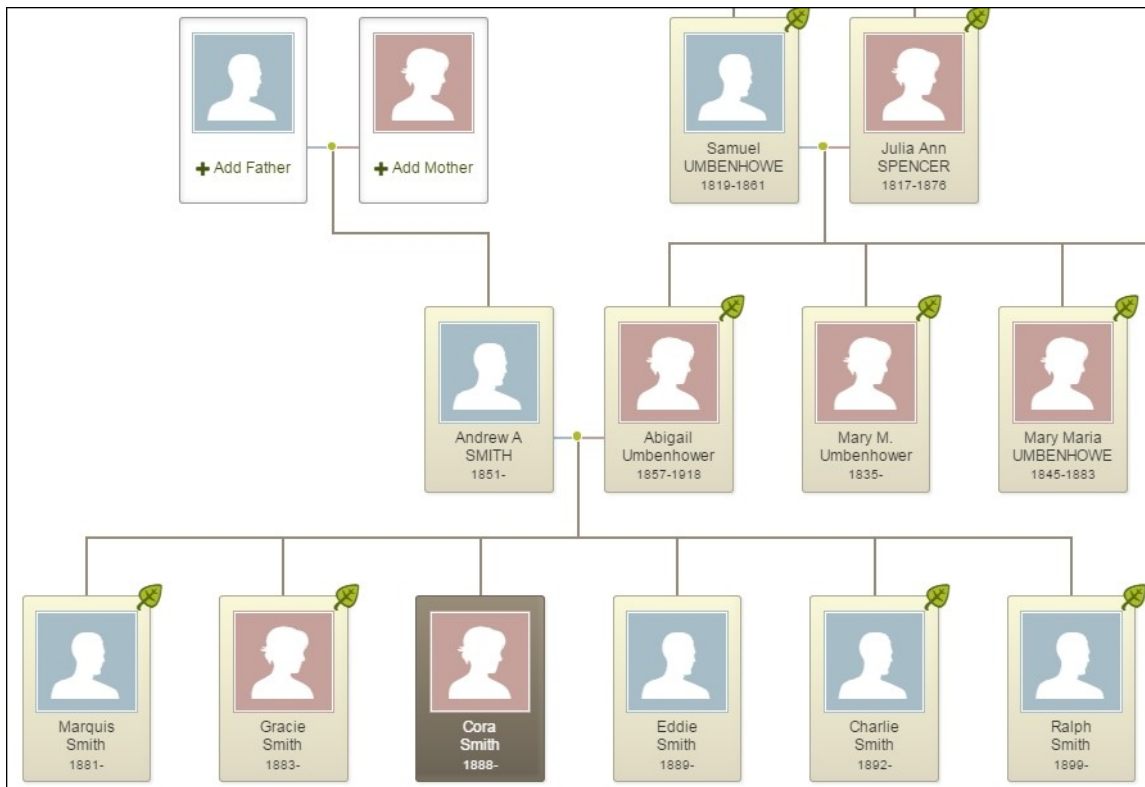 + Add Father
+ Add Mother
Samuel
UMBENHOWE
1819-1861
Julia Ann
SPENCER
1817-1876
Andrew A
SMITH
1851-
Abigail
Umbenhower
1857-1918
Mary M.
Umbenhower
1835-
Mary Maria
UMBENHOWE
1845-1883
Marquis
Smith
1881-
Gracie
Smith
1883-
Cora
Smith
1888-
Eddie
Smith
1889-
Charlie
Smith
1892-
Ralph
Smith
1899-